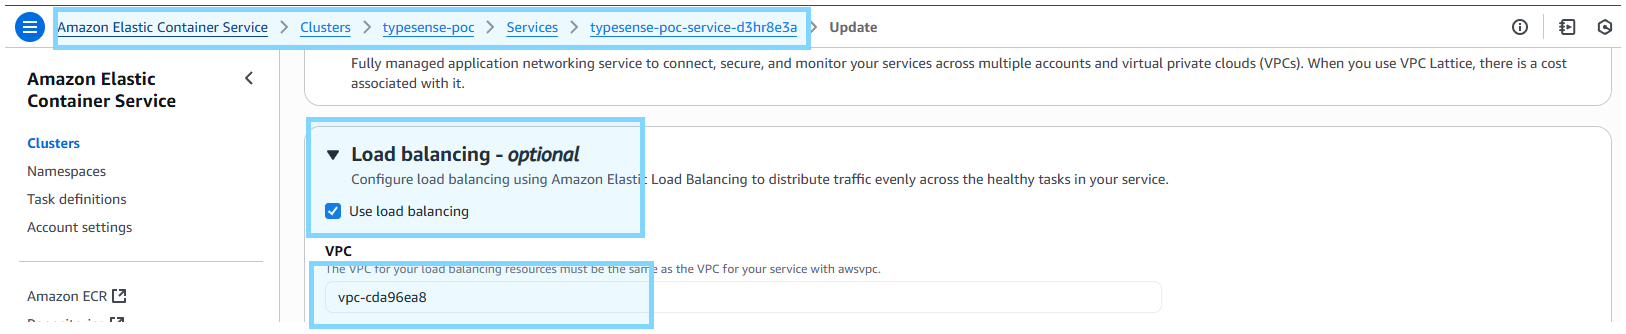 Amazon Elastic Container Service > Clusters > typesense-poc > Services > typesense-poc-service-d3hr8e3a > Update
Amazon Elastic
Container Service
Clusters
Namespaces
Task definitions
Account settings
Amazon ECR
Fully managed application networking service to connect, secure, and monitor your services across multiple accounts and virtual private clouds (VPCs). When you use VPC Lattice, there is a cost
associated with it.
Load balancing - optional
Configure load balancing using Amazon Elastic Load Balancing to distribute traffic evenly across the healthy tasks in your service.
Use load balancing
VPC
The VPC for your load balancing resources must be the same as the VPC for your service with awsvpc.
vpc-cda96ea8